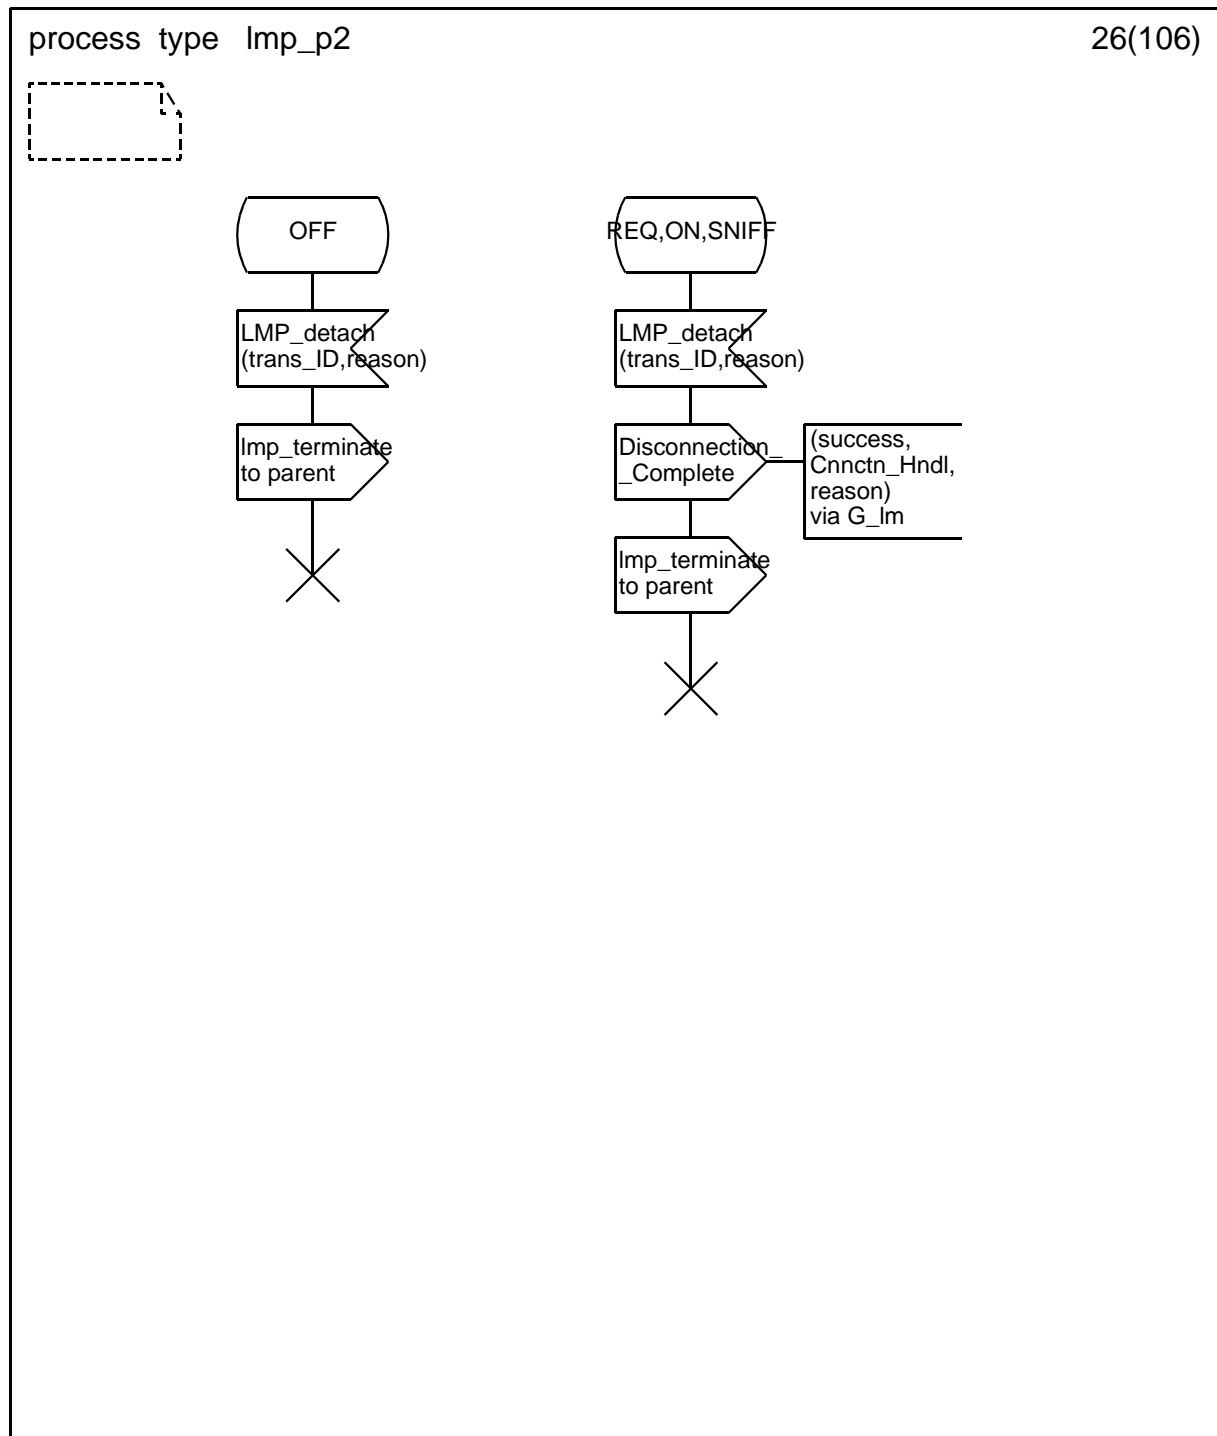 process type lmp_p2
26(106)
OFF
LMP_detach
(trans_ID,reason)
lmp_terminate
to parent
REQ,ON,SNIFF
LMP_detach
(trans_ID,reason)
Disconnection_
_Complete
(success,
Cnnctn_Hndl,
reason)
via G_lm
lmp_terminate
to parent